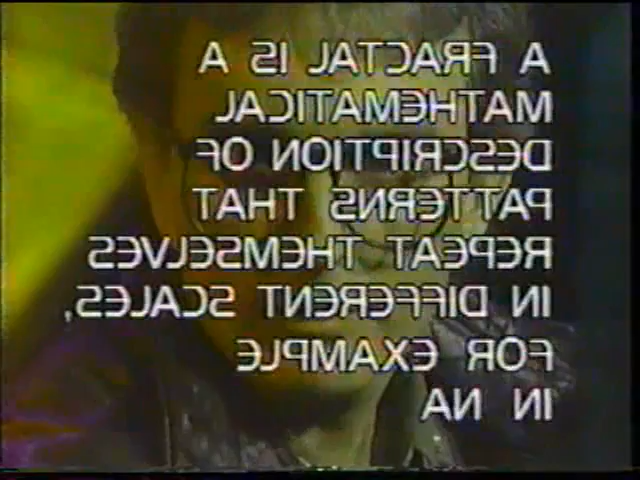 A FRACTAL IS A
MATHEMATICAL
DESCRIPTION OF
PATTERNS THAT
REPEAT THEMSELVES
IN DIFFERENT SCALES,
FOR EXAMPLE
IN NA